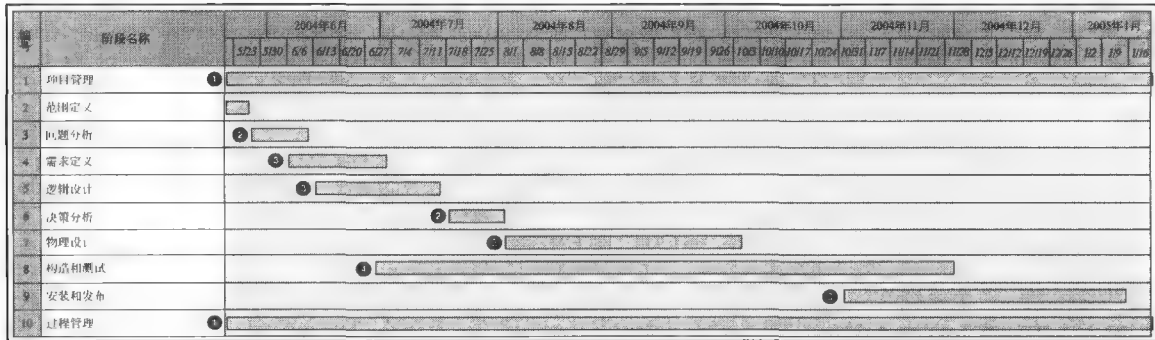 编号 阶段名称 2004年6月 2004年7月 2004年8月 2004年9月 2004年10月 2004年11月 2004年12月 2005年1月
5/23 5/30 6/6 6/13 6/20 6/27 7/4 7/11 7/18 7/25 8/1 8/8 8/15 8/22 8/29 9/5 9/12 9/19 9/26 10/3 10/10 10/17 10/24 10/31 11/7 11/14 11/21 11/28 12/5 12/12 12/19 12/26 1/2 1/9 1/16
1 项目管理 1
2 范围定义
3 问题分析 2
4 需求定义 3
5 逻辑设计 3
6 决策分析 2
7 物理设计
8 构造和测试
9 安装和发布
10 过程管理 1